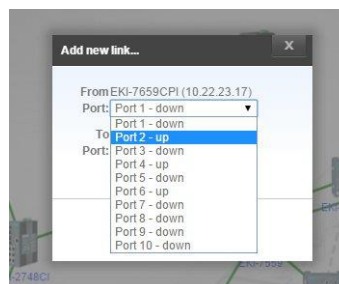 Add new link...
X
From EKI-7659CPI (10.22.23.17)
Port: Port 1 - down
Port 1 - down
To Port 2 - up
Port: Port 3 - down
Port 4 - up
Port 5 - down
Port 6 - up
Port 7 - down
Port 8 - down
Port 9 - down
Port 10 - down
-2748CI
EKI-7559